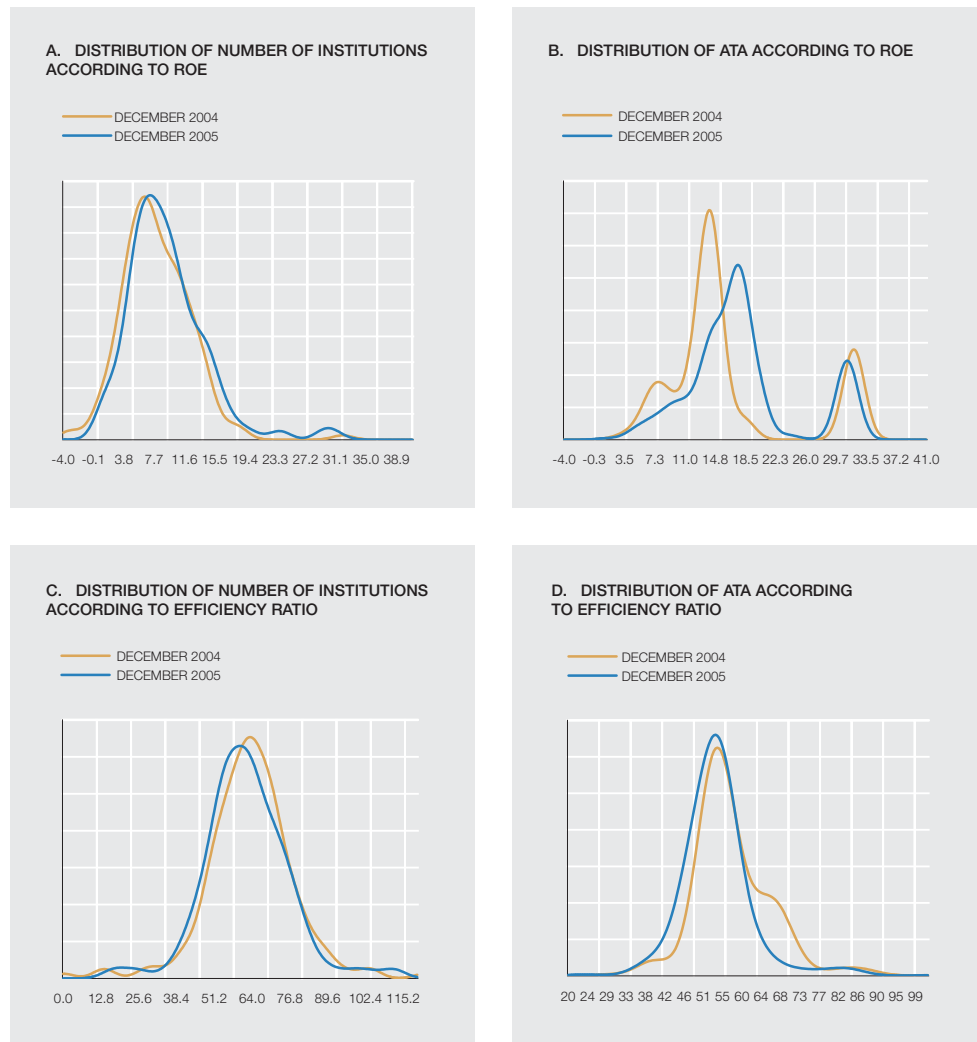 A. DISTRIBUTION OF NUMBER OF INSTITUTIONS
ACCORDING TO ROE
DECEMBER 2004
DECEMBER 2005
-4.0 -0.1 3.8 7.7 11.6 15.5 19.4 23.3 27.2 31.1 35.0 38.9
B. DISTRIBUTION OF ATA ACCORDING TO ROE
DECEMBER 2004
DECEMBER 2005
-4.0 -0.3 3.5 7.3 11.0 14.8 18.5 22.3 26.0 29.7 33.5 37.2 41.0
C. DISTRIBUTION OF NUMBER OF INSTITUTIONS
ACCORDING TO EFFICIENCY RATIO
DECEMBER 2004
DECEMBER 2005
0.0 12.8 25.6 38.4 51.2 64.0 76.8 89.6 102.4 115.2
D. DISTRIBUTION OF ATA ACCORDING
TO EFFICIENCY RATIO
DECEMBER 2004
DECEMBER 2005
20 24 29 33 38 42 46 51 55 60 64 68 73 77 82 86 90 95 99